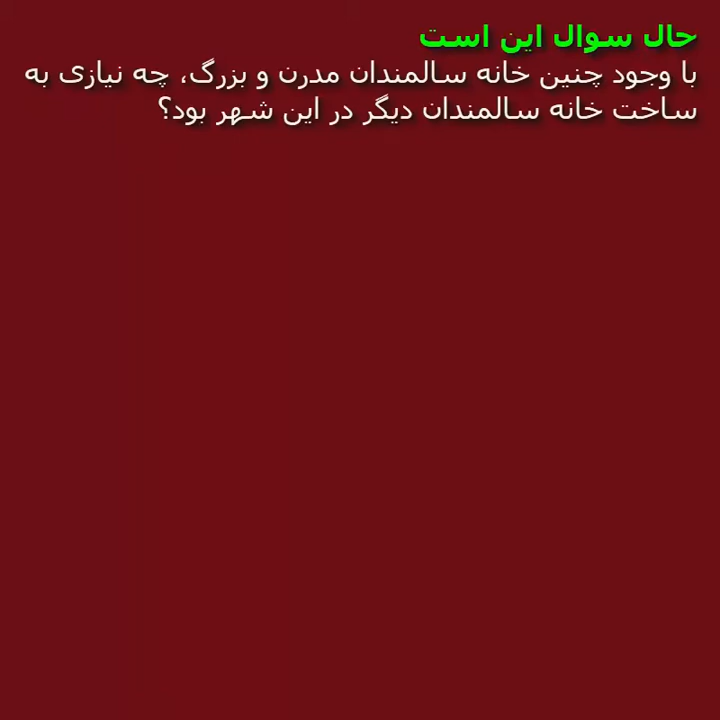 حال سوال این است
با وجود چنین خانه سالمندان مدرن و بزرگ، چه نیازی به
ساخت خانه سالمندان دیگر در این شهر بود؟